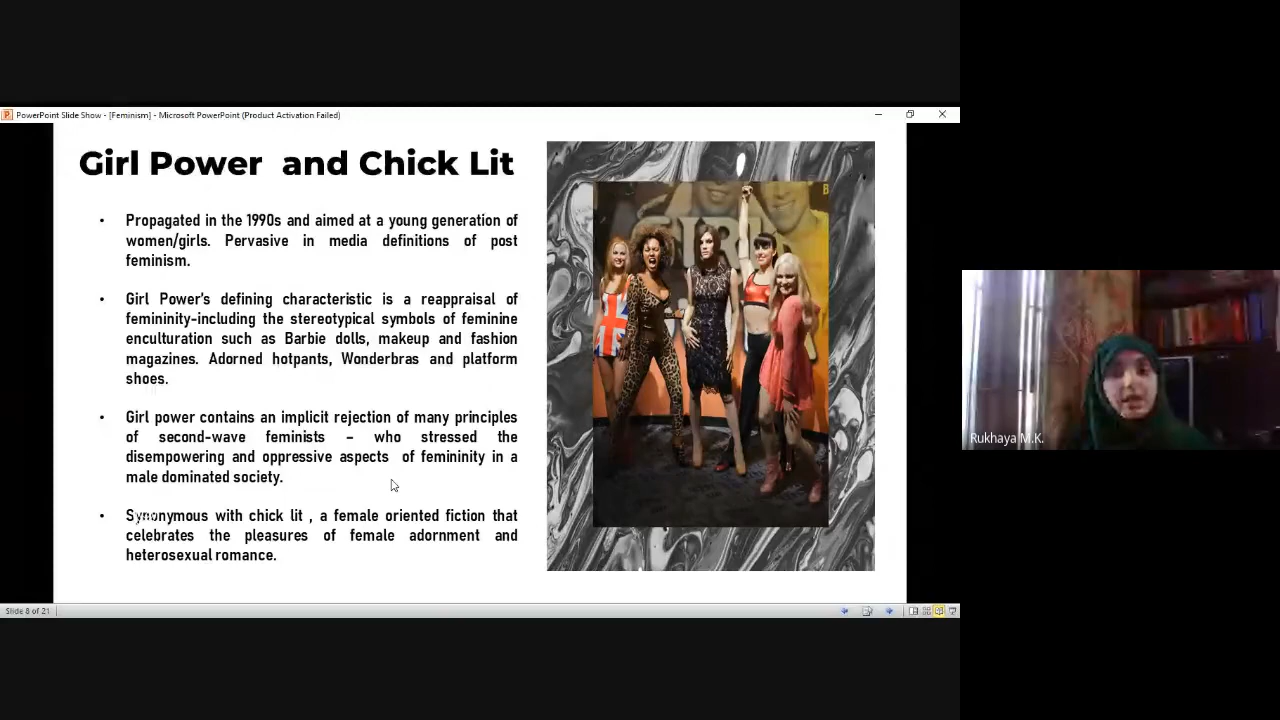 PowerPoint Slide Show - [Feminism] - Microsoft PowerPoint (Product Activation Failed)
Girl Power and Chick Lit
• Propagated in the 1990s and aimed at a young generation of
women/girls. Pervasive in media definitions of post
feminism.
• Girl Power's defining characteristic is a reappraisal of
femininity-including the stereotypical symbols of feminine
enculturation such as Barbie dolls, makeup and fashion
magazines. Adorned hotpants, Wonderbras and platform
shoes.
• Girl power contains an implicit rejection of many principles
of second-wave feminists – who stressed the
disempowering and oppressive aspects of femininity in a
male dominated society.
• Synonymous with chick lit , a female oriented fiction that
celebrates the pleasures of female adornment and
heterosexual romance.
B
Rukhaya M.K.
Slide 8 of 21